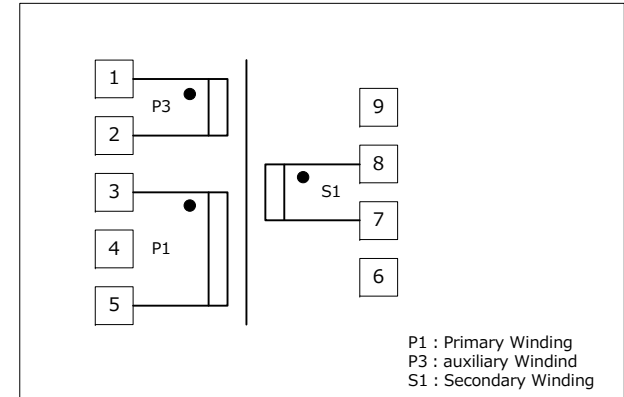 1
P3
2
3
4
P1
5
9
8
S1
7
6
P1 : Primary Winding
P3 : auxiliary Windind
S1 : Secondary Winding